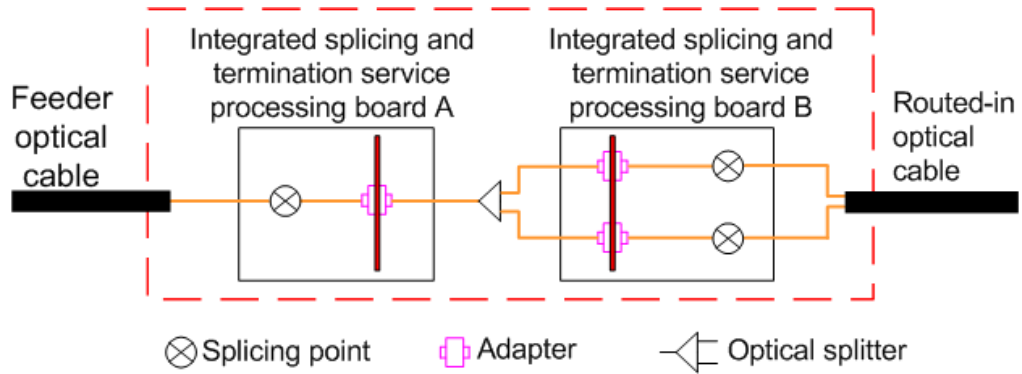 Integrated splicing and
termination service
processing board A
Integrated splicing and
termination service
processing board B
Feeder
optical
cable
Routed-in
optical
cable
Splicing point
Adapter
Optical splitter